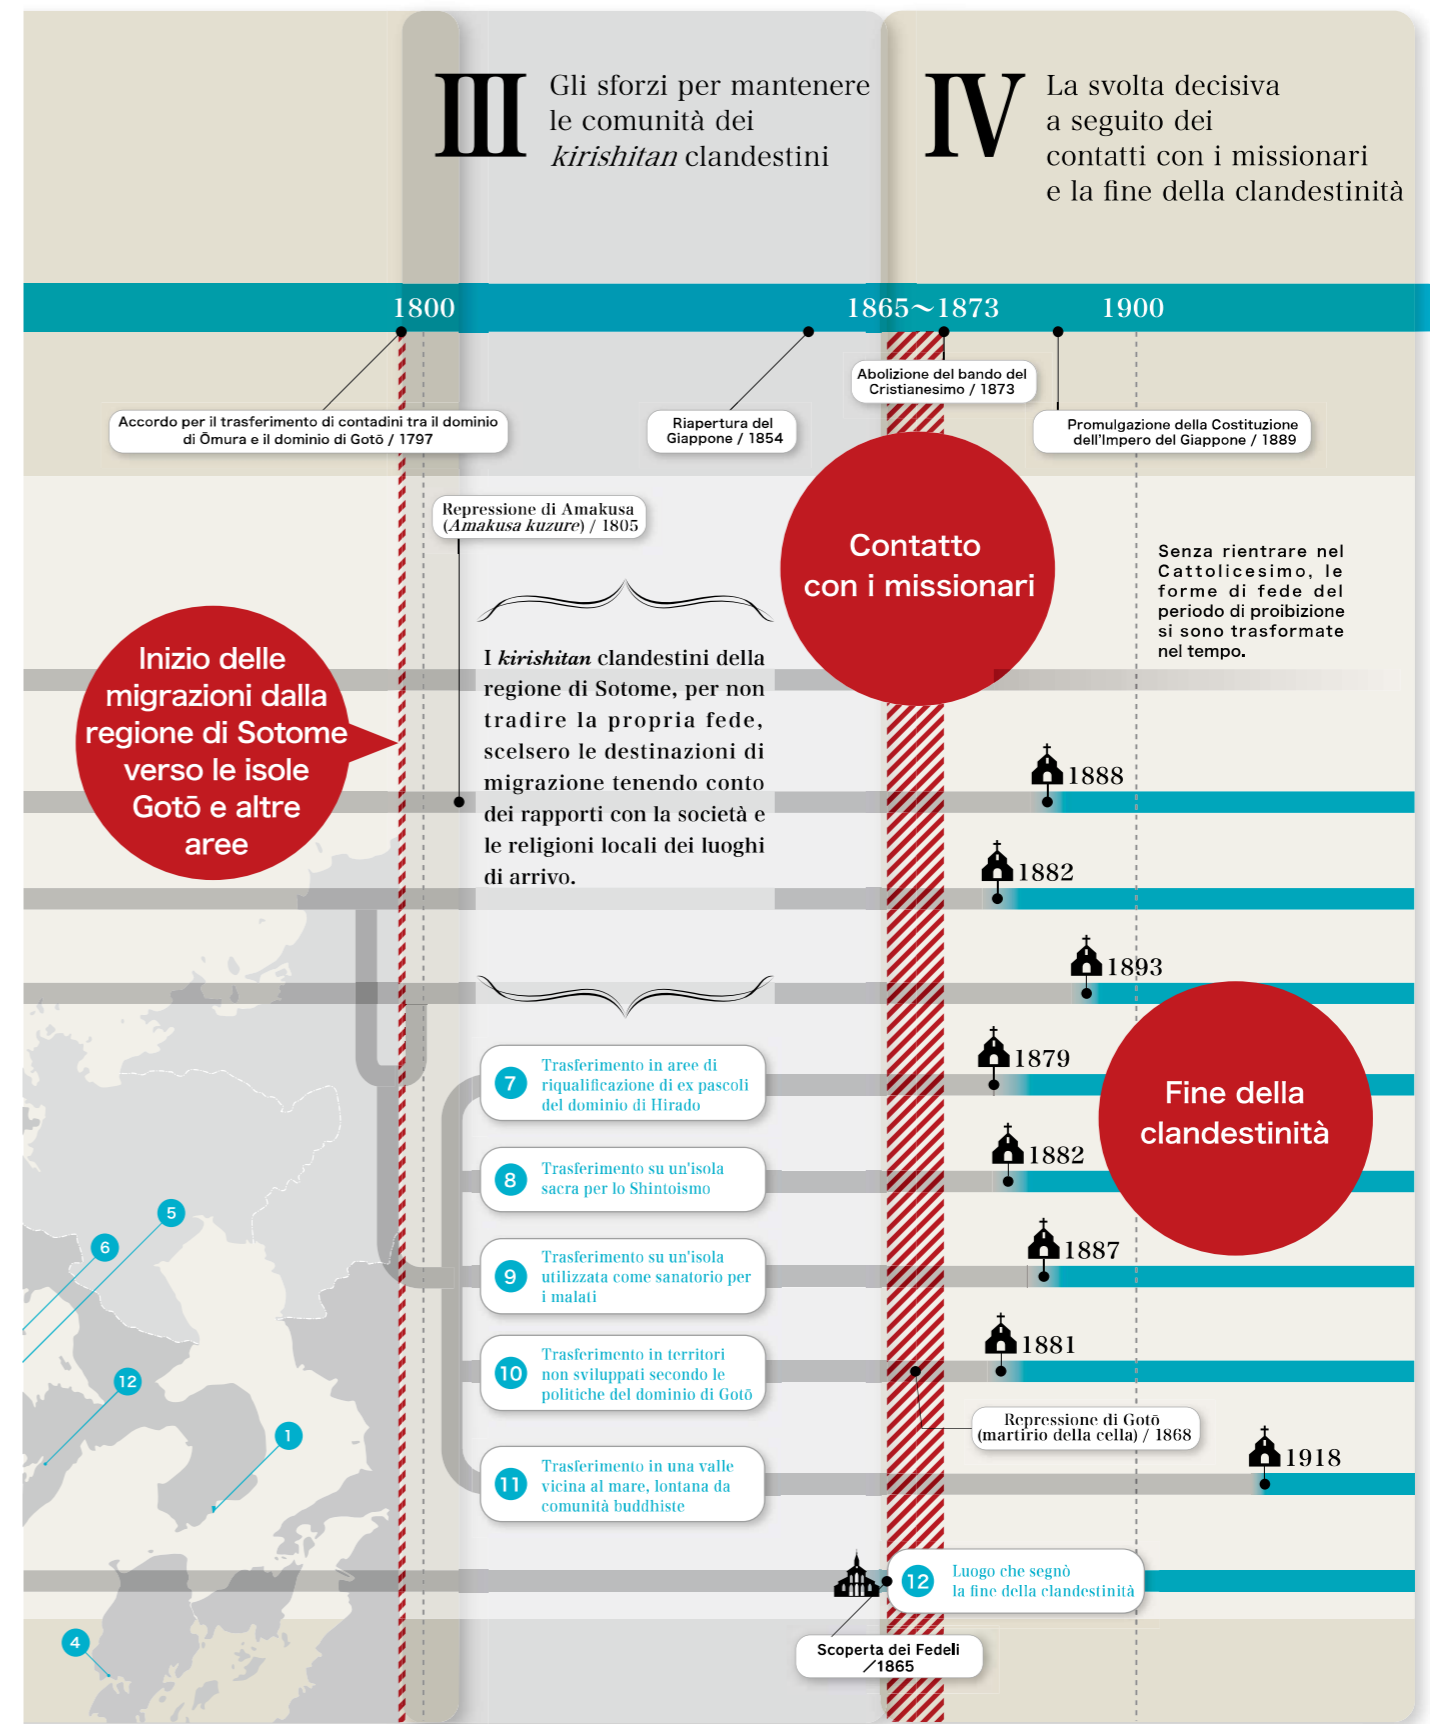 III
Gli sforzi per mantenere
le comunità dei
kirishitan clandestini
IV
La svolta decisiva
a seguito dei
contatti con i missionari
e la fine della clandestinità
1800
1865～1873
1900
Accordo per il trasferimento di contadini tra il dominio
di Ōmura e il dominio di Gotō / 1797
Riapertura del
Giappone / 1854
Abolizione del bando del
Cristianesimo / 1873
Promulgazione della Costituzione
dell'Impero del Giappone / 1889
Repressione di Amakusa
(Amakusa kuzure) / 1805
Contatto
con i missionari
Senza rientrare nel
Cattolicesimo, le
forme di fede del
periodo di proibizione
si sono trasformate
nel tempo.
Inizio delle
migrazioni dalla
regione di Sotome
verso le isole
Gotō e altre
aree
I kirishitan clandestini della
regione di Sotome, per non
tradire la propria fede,
scelsero le destinazioni di
migrazione tenendo conto
dei rapporti con la società e
le religioni locali dei luoghi
di arrivo.
1888
1882
1893
1879
1882
1887
1881
1918
Fine della
clandestinità
7
Trasferimento in aree di
riqualificazione di ex pascoli
del dominio di Hirado
8
Trasferimento su un'isola
sacra per lo Shintoismo
9
Trasferimento su un'isola
utilizzata come sanatorio per
i malati
10
Trasferimento in territori
non sviluppati secondo le
politiche del dominio di Gotō
11
Trasferimento in una valle
vicina al mare, lontana da
comunità buddhiste
Repressione di Gotō
(martirio della cella) / 1868
12
Luogo che segnò
la fine della clandestinità
Scoperta dei Fedeli
／1865
5
6
12
1
4